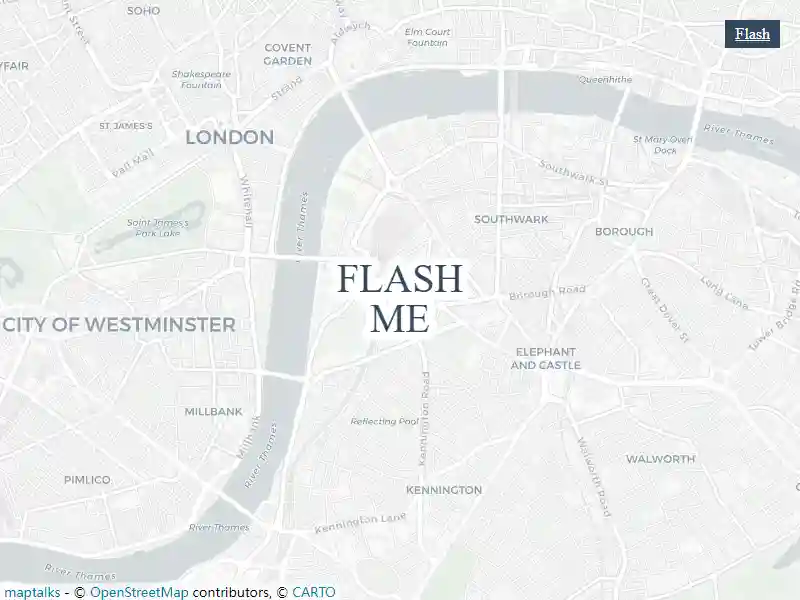 SOHO
Flash
COVENT
GARDEN
Aldwych
Elm Court
Fountain
Shakespeare
Fountain
Strand
Queenhithe
ST JAMES'S
LONDON
Pall Mall
River Thames
St Mary Overy
Dock
Southwark St
Whitehall
River Thames
Saint James's
Park Lake
SOUTHWARK
BOROUGH
FLASH
ME
Borough Road
Long Lane
Great Dover St
Tower Bridge Rd
CITY OF WESTMINSTER
ELEPHANT
AND CASTLE
MILLBANK
Millbank
River Thames
Reflecting Pool
Kennington Road
Walworth Road
WALWORTH
PIMLICO
KENNINGTON
River Thames
Kennington Lane
River Thames
maptalks - © OpenStreetMap contributors, © CARTO